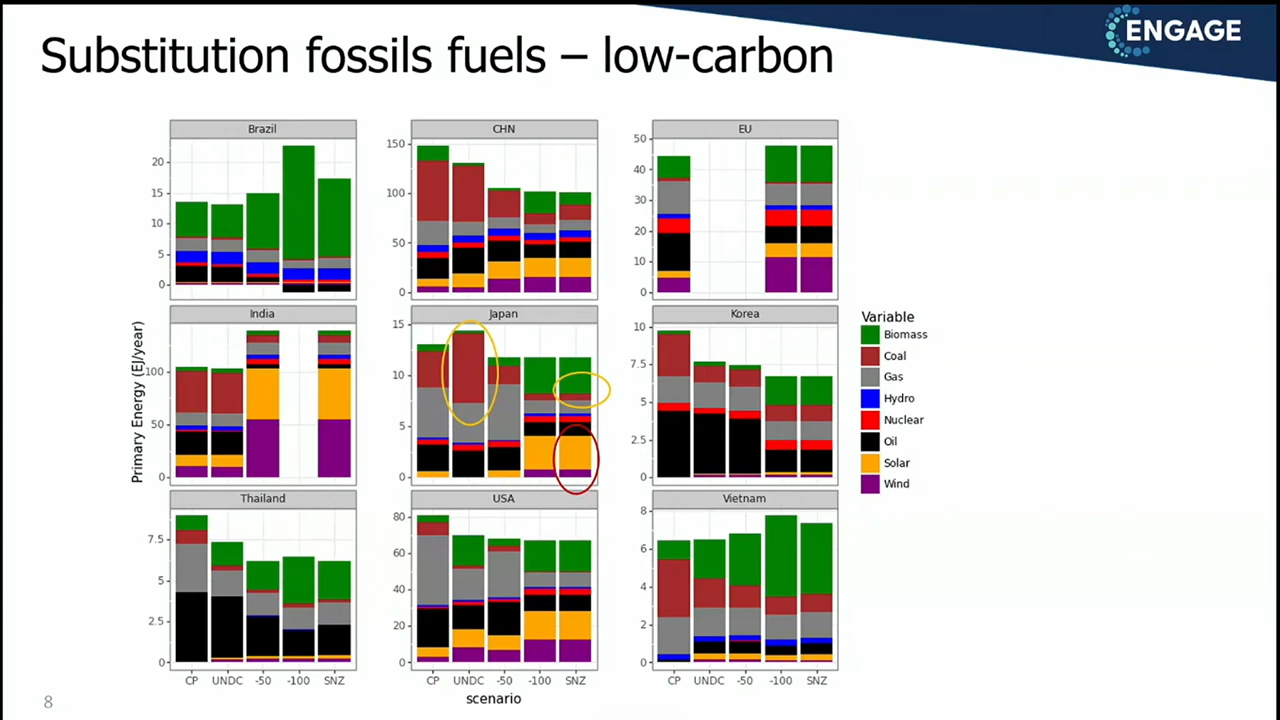 Substitution fossils fuels – low-carbon
ENGAGE
Brazil
CHN
EU
20
15
10
5
0
150
100
50
0
50
40
30
20
10
0
India
Japan
Korea
Variable
Biomass
Coal
Gas
Hydro
Nuclear
Oil
Solar
Wind
Primary Energy (EJ/year)
100
50
0
15
10
5
0
10
7.5
5
2.5
0
Thailand
USA
Vietnam
7.5
5
2.5
0
80
60
40
20
0
8
6
4
2
0
CP UNDC -50 -100 SNZ
CP UNDC -50 -100 SNZ
CP UNDC -50 -100 SNZ
scenario
8